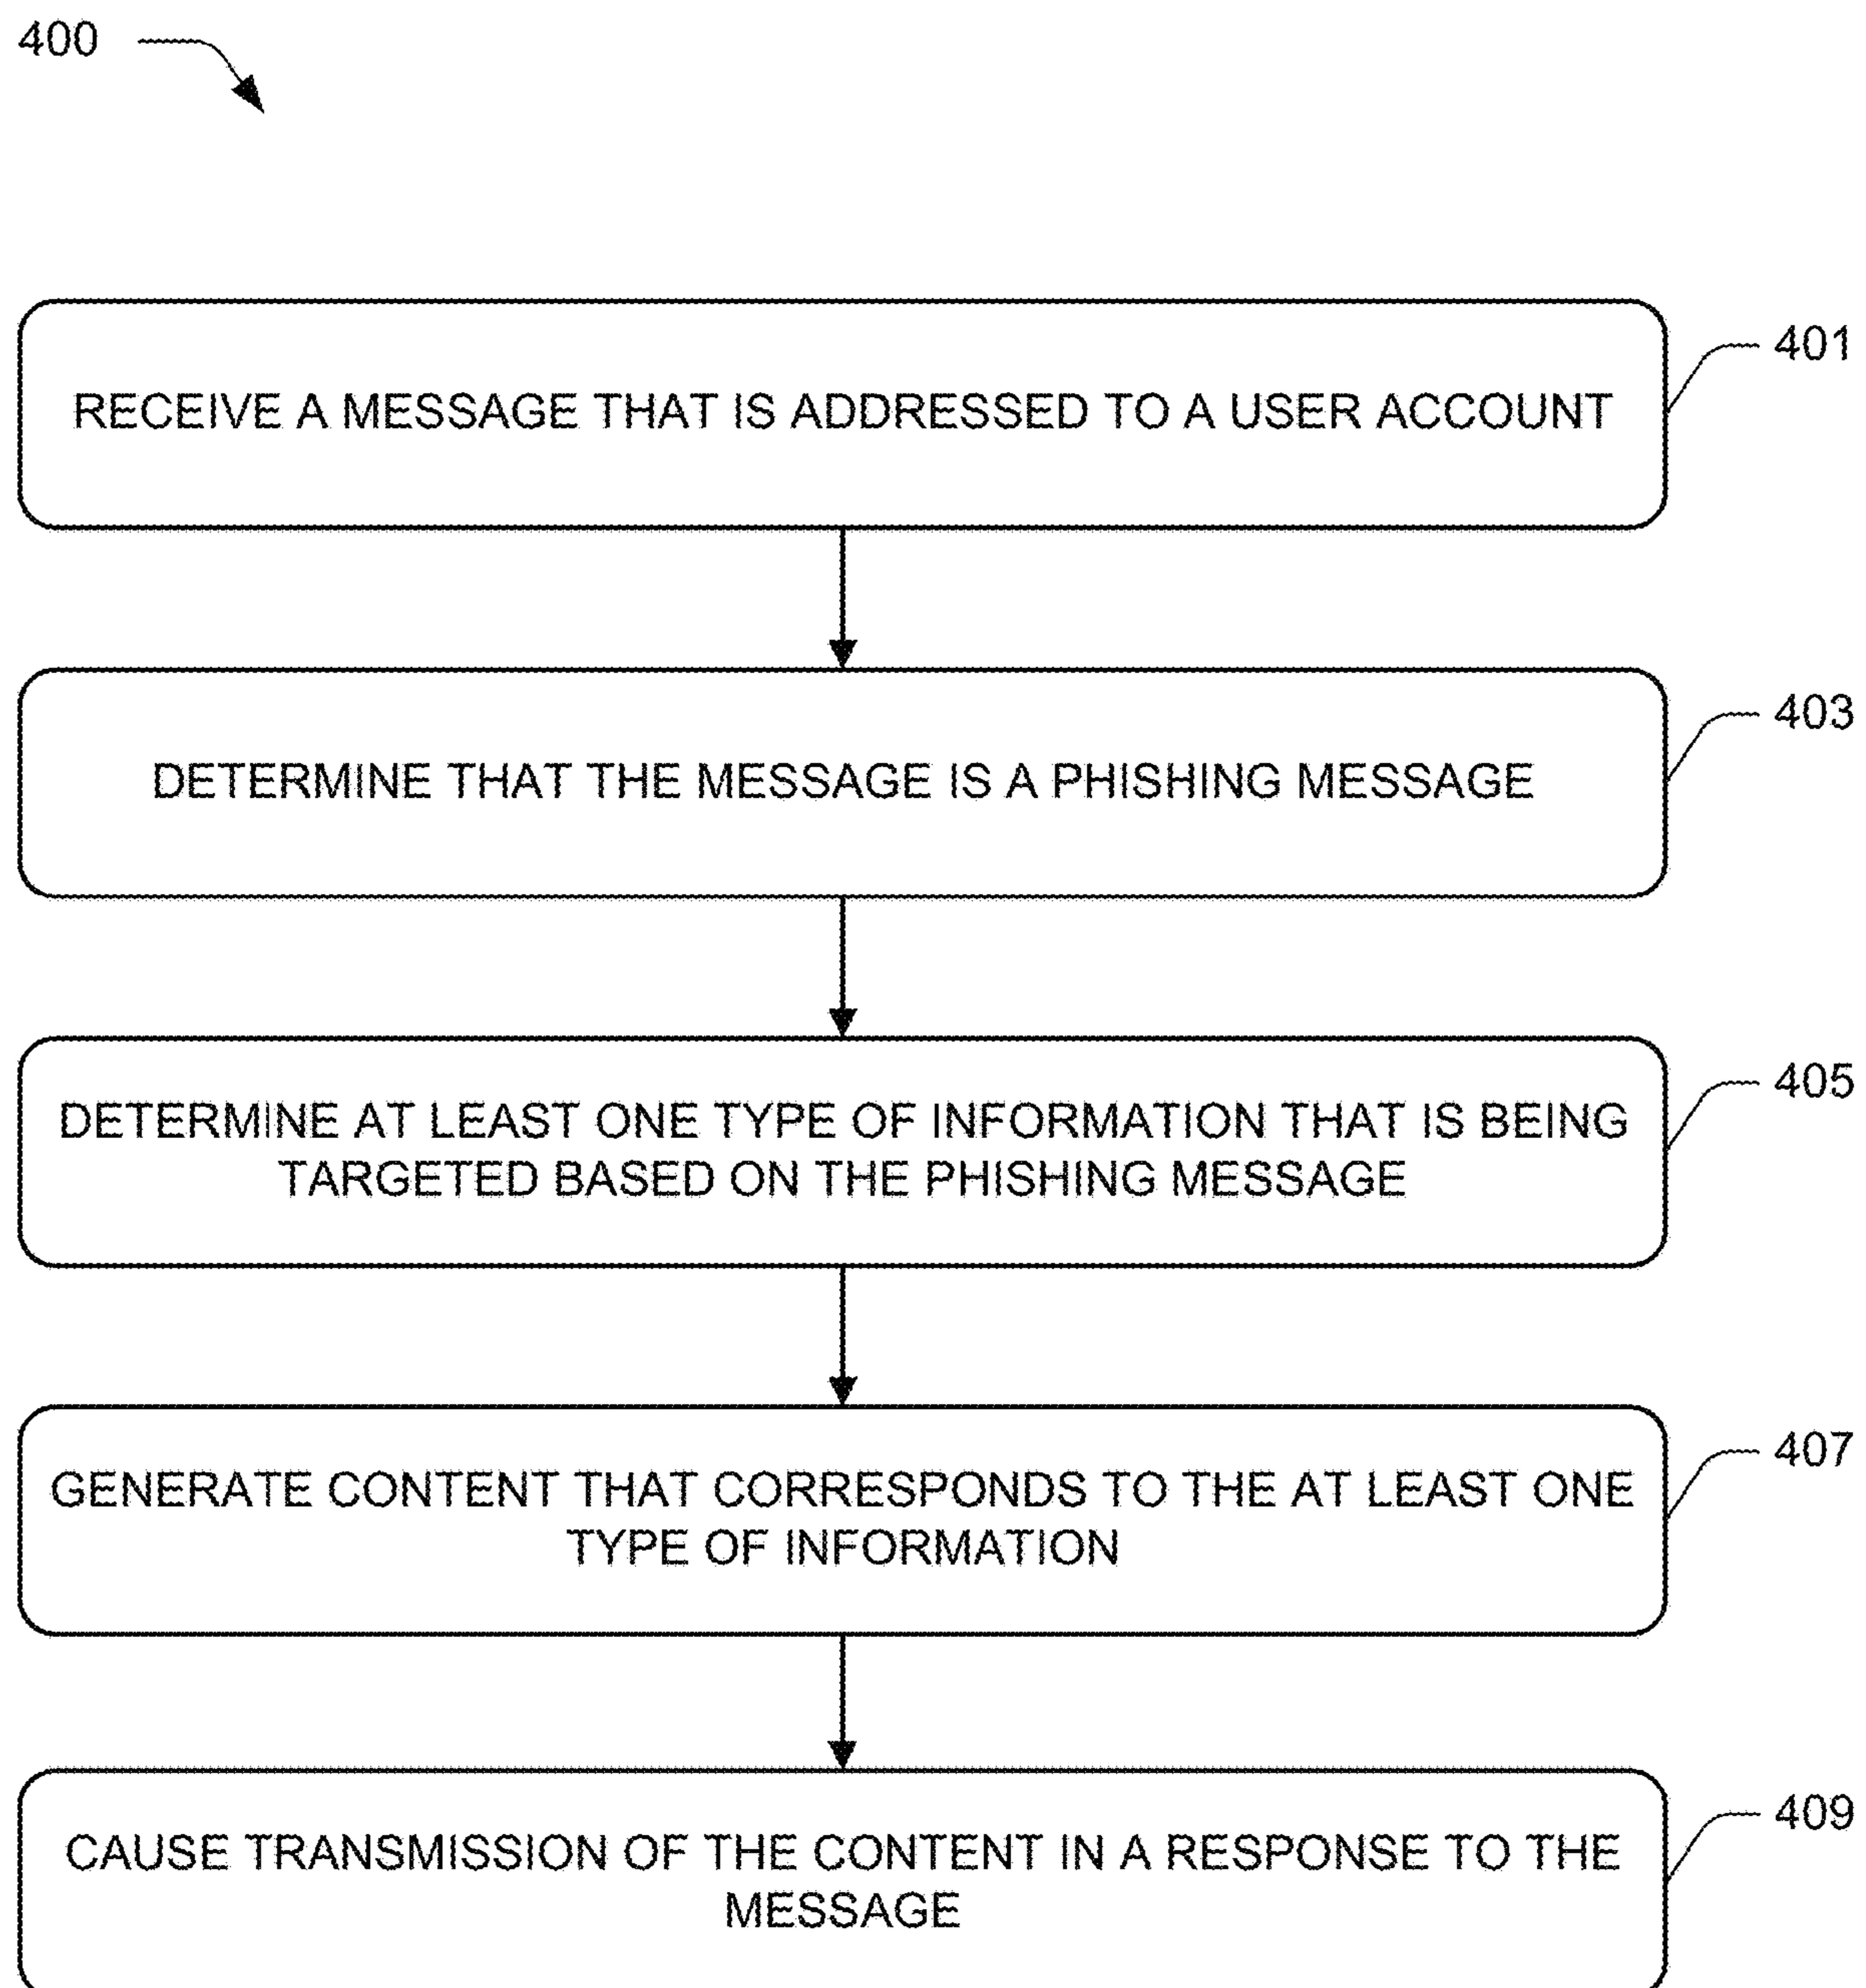 400
401
RECEIVE A MESSAGE THAT IS ADDRESSED TO A USER ACCOUNT
403
DETERMINE THAT THE MESSAGE IS A PHISHING MESSAGE
405
DETERMINE AT LEAST ONE TYPE OF INFORMATION THAT IS BEING
TARGETED BASED ON THE PHISHING MESSAGE
407
GENERATE CONTENT THAT CORRESPONDS TO THE AT LEAST ONE
TYPE OF INFORMATION
409
CAUSE TRANSMISSION OF THE CONTENT IN A RESPONSE TO THE
MESSAGE